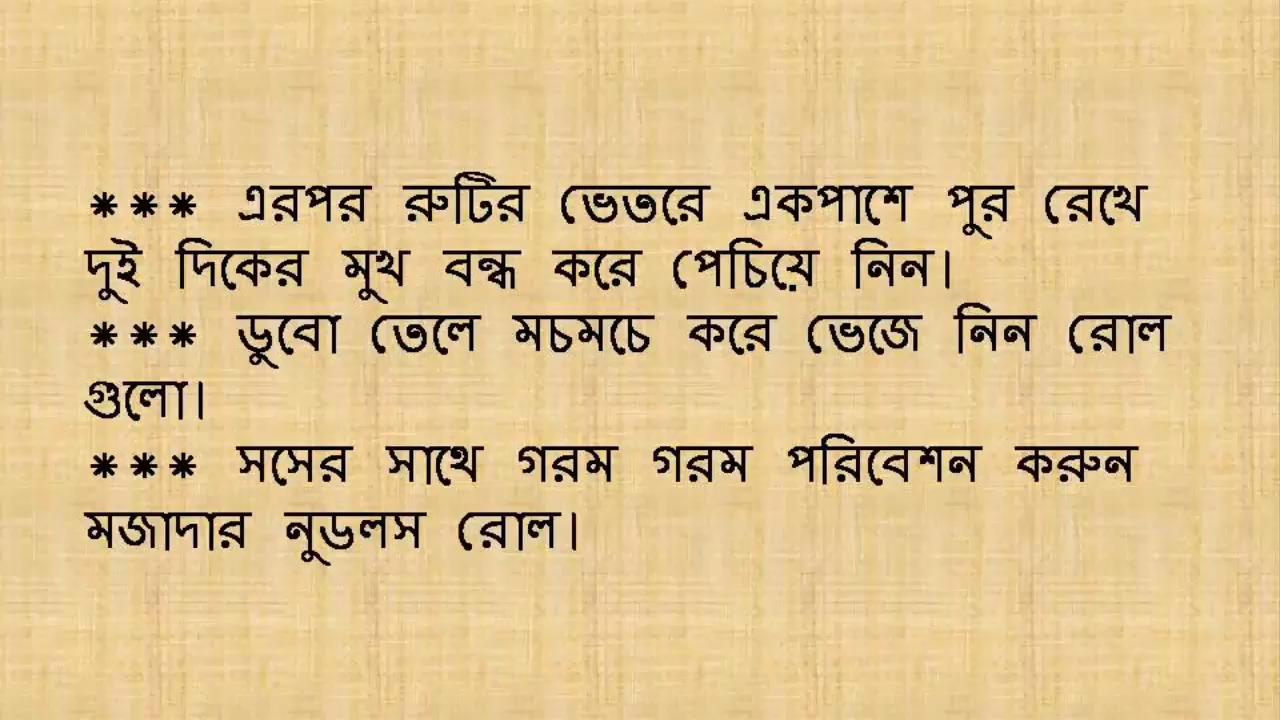 *** এরপর রুটির ভেতরে একপাশে পুর রেখে
দুই দিকের মুখ বন্ধ করে পেচিয়ে নিন।
*** ডুবো তেলে মচমচে করে ভেজে নিন রোল
গুলো।
*** সসের সাথে গরম গরম পরিবেশন করুন
মজাদার নুডলস রোল।